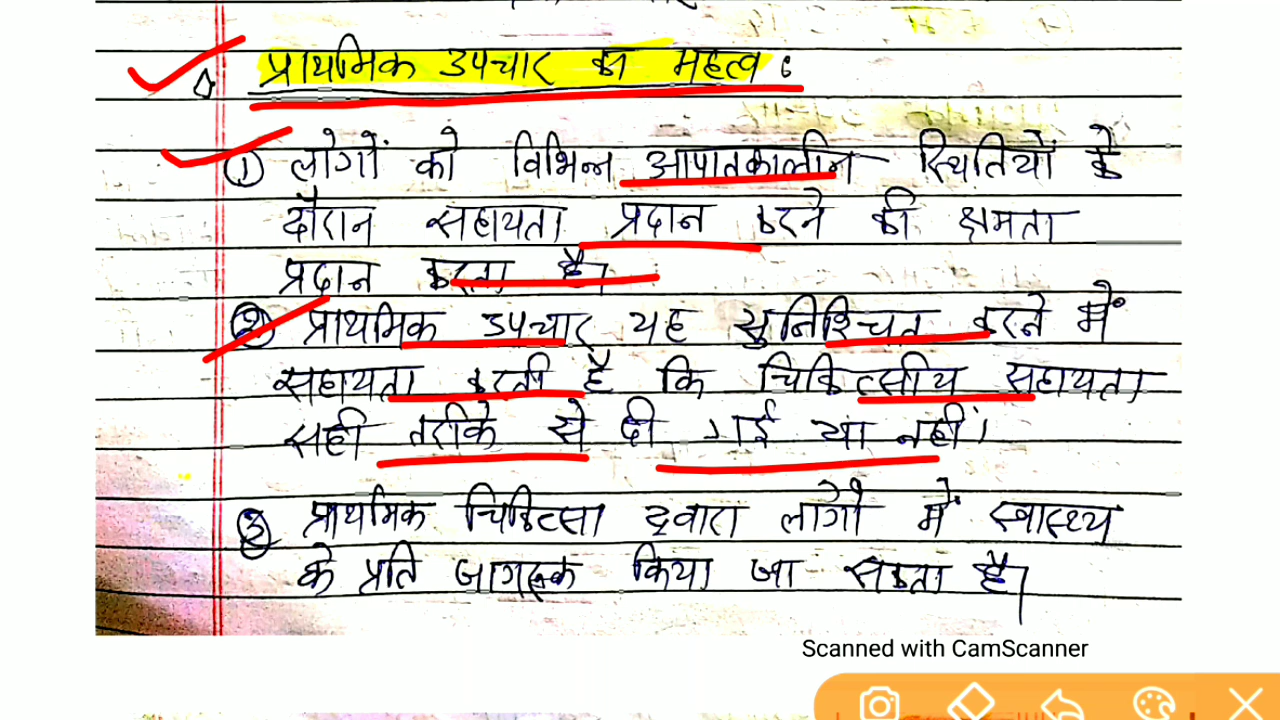 प्राथमिक उपचार का महत्व :
① लोगों को विभिन्न आपातकालीन स्थितियों के
दौरान सहायता प्रदान करने की क्षमता
प्रदान करता है।
② प्राथमिक उपचार यह सुनिश्चित करने में
सहायता करती है कि चिकित्सीय सहायता
सही तरीके से दी गई या नहीं।
③ प्राथमिक चिकित्सा द्वारा लोगों में स्वास्थ्य
के प्रति जागरूक किया जा सकता है।
Scanned with CamScanner